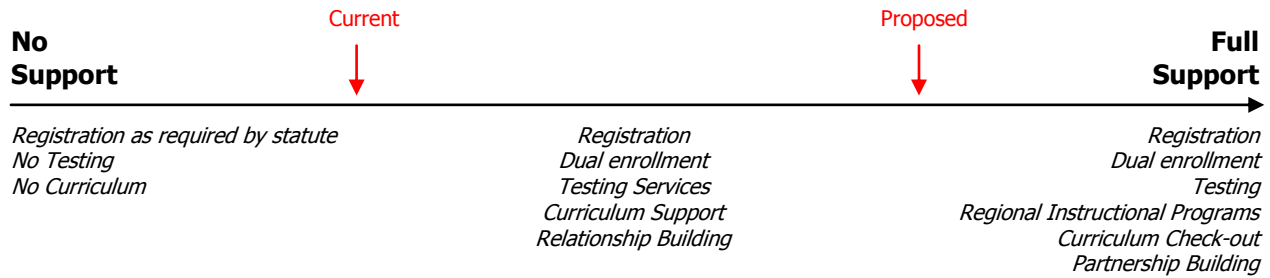 Current
Proposed
No
Support
Full
Support
Registration as required by statute
No Testing
No Curriculum
Registration
Dual enrollment
Testing Services
Curriculum Support
Relationship Building
Registration
Dual enrollment
Testing
Regional Instructional Programs
Curriculum Check-out
Partnership Building